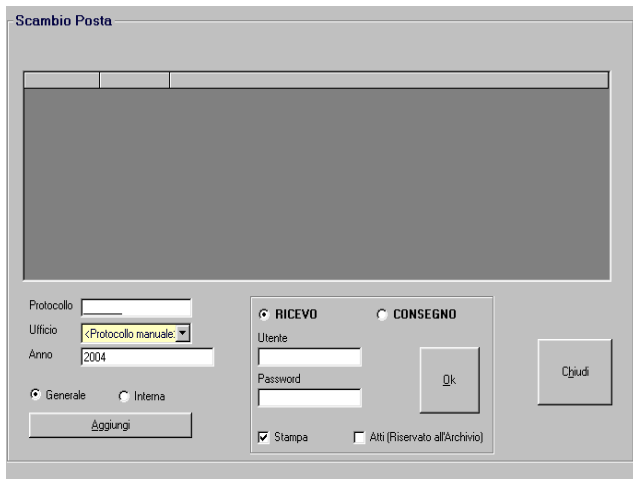 Scambio Posta
Protocollo ______
Ufficio <Protocollo manuale:
Anno 2004
Generale Interna
Aggiungi
RICEVO CONSEGNO
Utente
Password
Ok
Stampa Atti (Riservato all'Archivio)
Chiudi